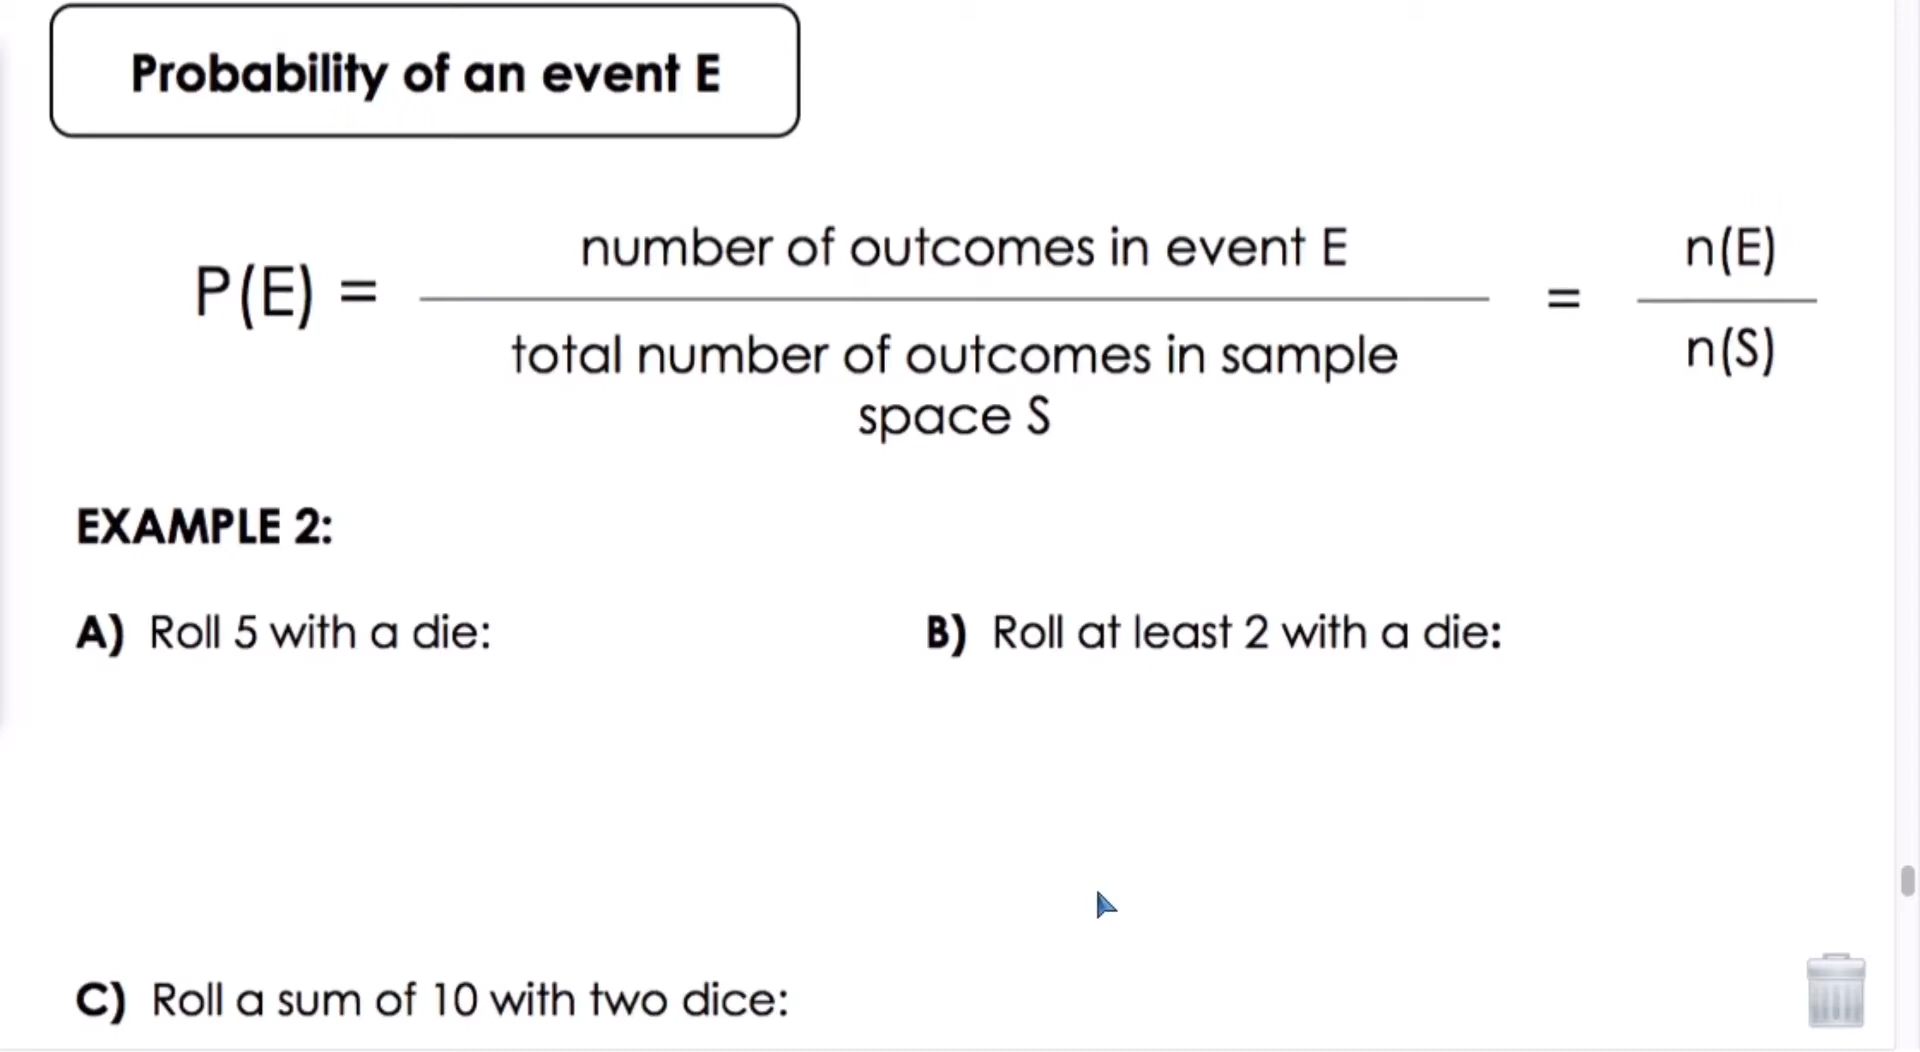 Probability of an event E
P(E) = number of outcomes in event E = n(E)
total number of outcomes in sample n(S)
space S
EXAMPLE 2:
A) Roll 5 with a die:
B) Roll at least 2 with a die:
C) Roll a sum of 10 with two dice: